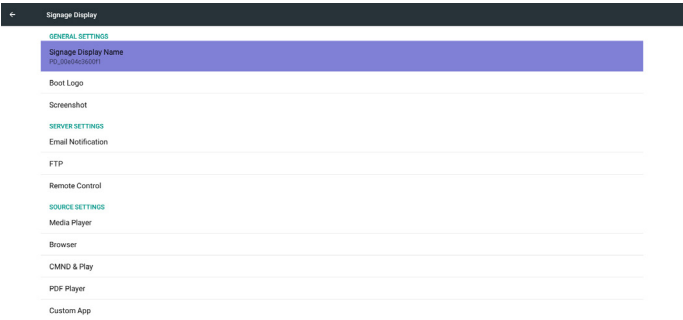 Signage Display
GENERAL SETTINGS
Signage Display Name
PD_00e04c3600f1
Boot Logo
Screenshot
SERVER SETTINGS
Email Notification
FTP
Remote Control
SOURCE SETTINGS
Media Player
Browser
CMND & Play
PDF Player
Custom App